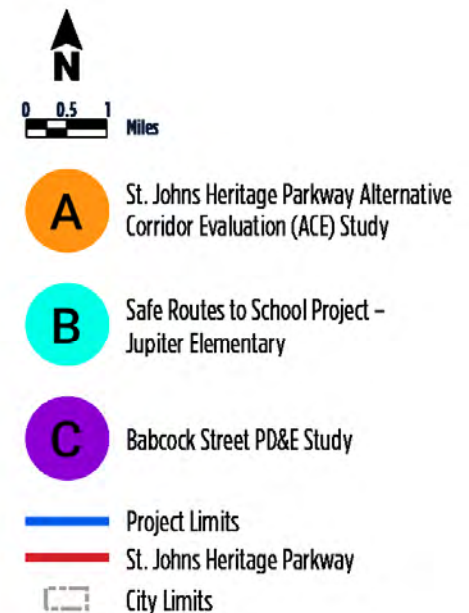 N
0 0.5 1
Miles
A
St. Johns Heritage Parkway Alternative
Corridor Evaluation (ACE) Study
B
Safe Routes to School Project –
Jupiter Elementary
C
Babcock Street PD&E Study
Project Limits
St. Johns Heritage Parkway
City Limits